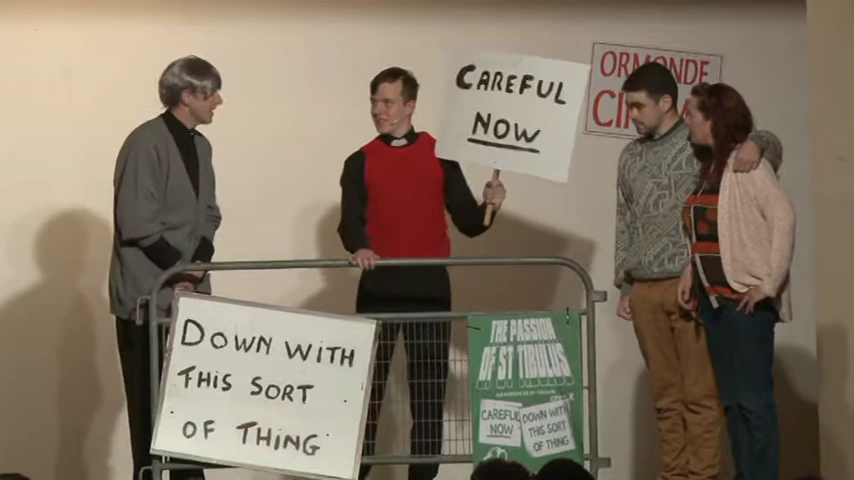 CAREFUL
NOW
ORMONDE
DOWN WITH
THIS SORT
OF THING
THE PASSION
OF ST TIBULUS
CAREFUL
NOW
DOWN WITH
THIS SORT
OF THING